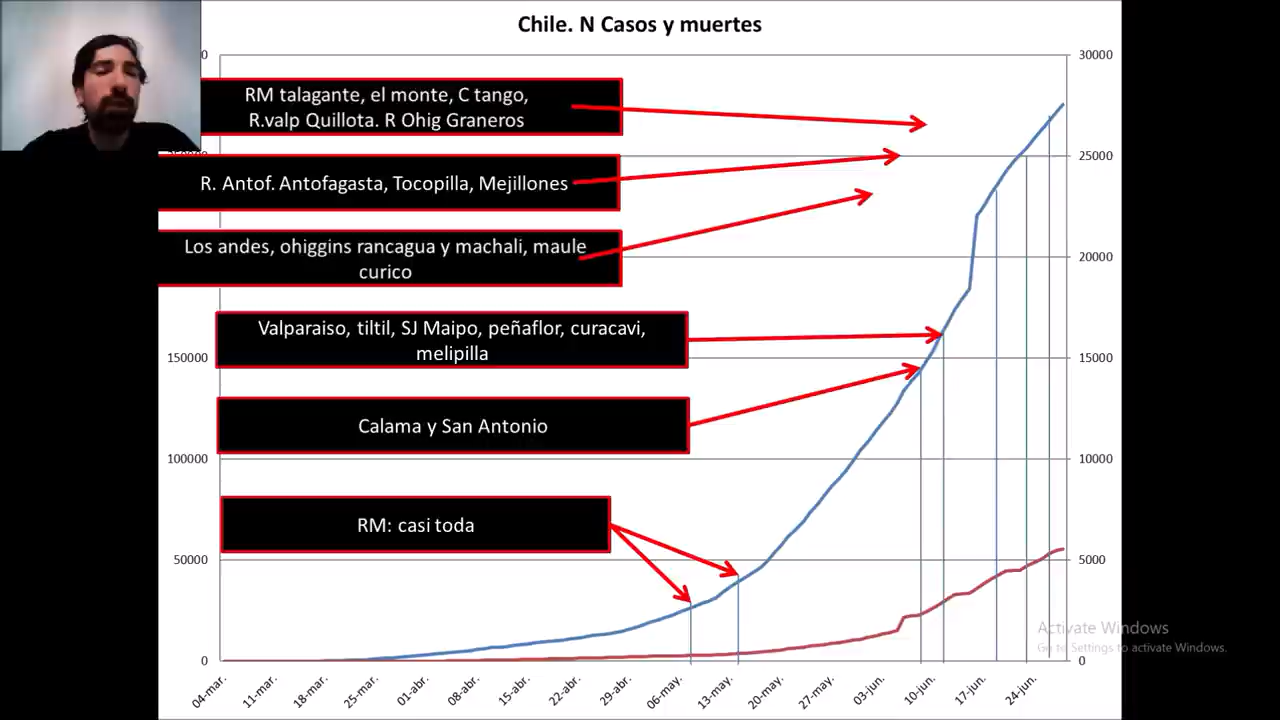 Chile. N Casos y muertes
0
30000
RM talagante, el monte, C tango,
R.valp Quillota. R Ohig Graneros
25000
R. Antof. Antofagasta, Tocopilla, Mejillones
Los andes, ohiggins rancagua y machali, maule
curico
20000
Valparaiso, tiltil, SJ Maipo, peñaflor, curacavi,
melipilla
150000
15000
Calama y San Antonio
100000
10000
RM: casi toda
50000
5000
Activate Windows
Go to Settings to activate Windows.
0
0
04-mar.
11-mar.
18-mar.
25-mar.
01-abr.
08-abr.
15-abr.
22-abr.
29-abr.
06-may.
13-may.
20-may.
27-may.
03-jun.
10-jun.
17-jun.
24-jun.